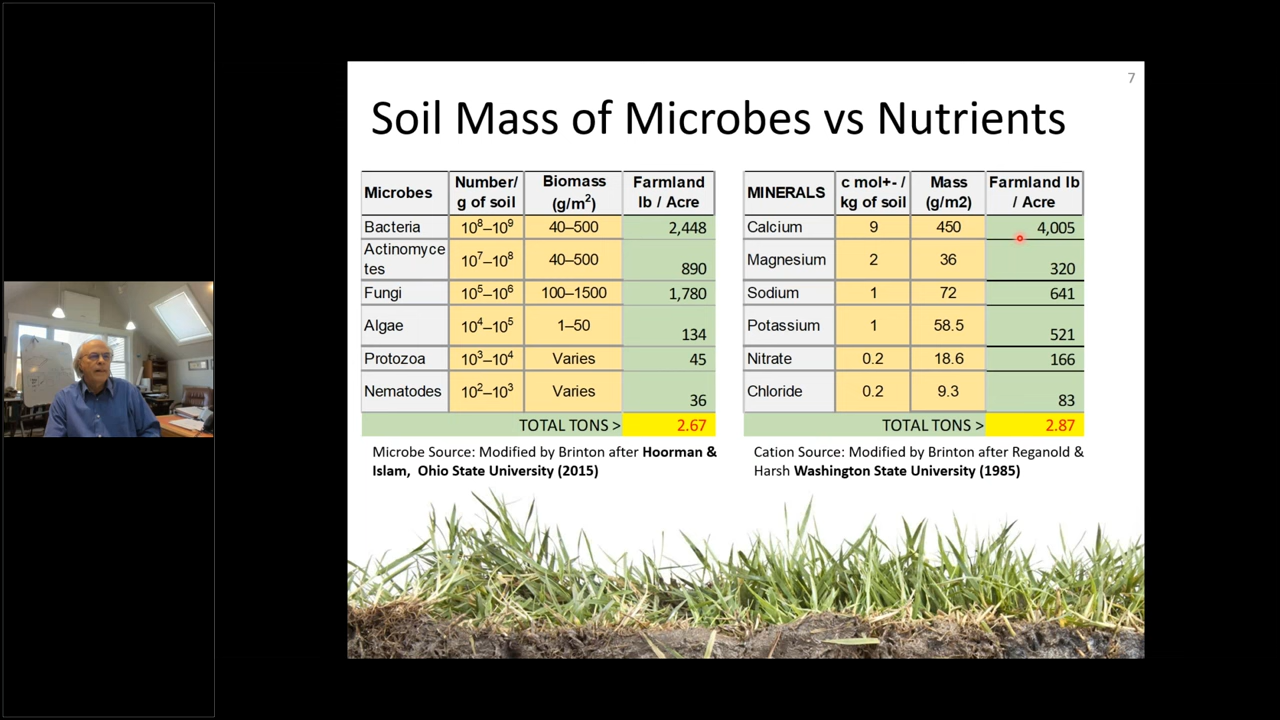 7
Soil Mass of Microbes vs Nutrients
Microbes | Number/ g of soil | Biomass (g/m²) | Farmland lb / Acre
Bacteria | 10⁸–10⁹ | 40–500 | 2,448
Actinomyce tes | 10⁷–10⁸ | 40–500 | 890
Fungi | 10⁵–10⁶ | 100–1500 | 1,780
Algae | 10⁴–10⁵ | 1–50 | 134
Protozoa | 10³–10⁴ | Varies | 45
Nematodes | 10²–10³ | Varies | 36
TOTAL TONS > 2.67
Microbe Source: Modified by Brinton after Hoorman &
Islam, Ohio State University (2015)
MINERALS | c mol+- / kg of soil | Mass (g/m2) | Farmland lb / Acre
Calcium | 9 | 450 | 4,005
Magnesium | 2 | 36 | 320
Sodium | 1 | 72 | 641
Potassium | 1 | 58.5 | 521
Nitrate | 0.2 | 18.6 | 166
Chloride | 0.2 | 9.3 | 83
TOTAL TONS > 2.87
Cation Source: Modified by Brinton after Reganold &
Harsh Washington State University (1985)